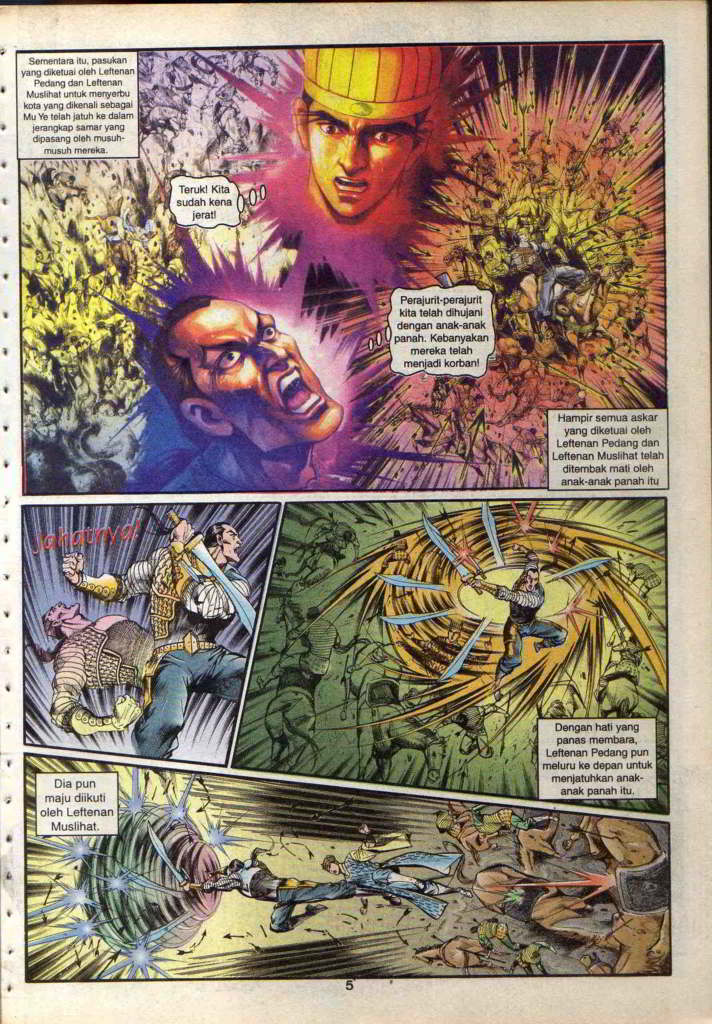 Sementara itu, pasukan
yang diketuai oleh Leftenan
Pedang dan Leftenan
Muslihat untuk menyerbu
kota yang dikenali sebagai
Mu Ye telah jatuh ke dalam
jerangkap samar yang
dipasang oleh musuh-
musuh mereka.
Teruk! Kita
sudah kena
jerat!
Perajurit-perajurit
kita telah dihujani
dengan anak-anak
panah. Kebanyakan
mereka telah
menjadi korban!
Hampir semua askar
yang diketuai oleh
Leftenan Pedang dan
Leftenan Muslihat telah
ditembak mati oleh
anak-anak panah itu
Jahatnya!
Dengan hati yang
panas membara,
Leftenan Pedang pun
meluru ke depan untuk
menjatuhkan anak-
anak panah itu.
Dia pun
maju diikuti
oleh Leftenan
Muslihat.
5